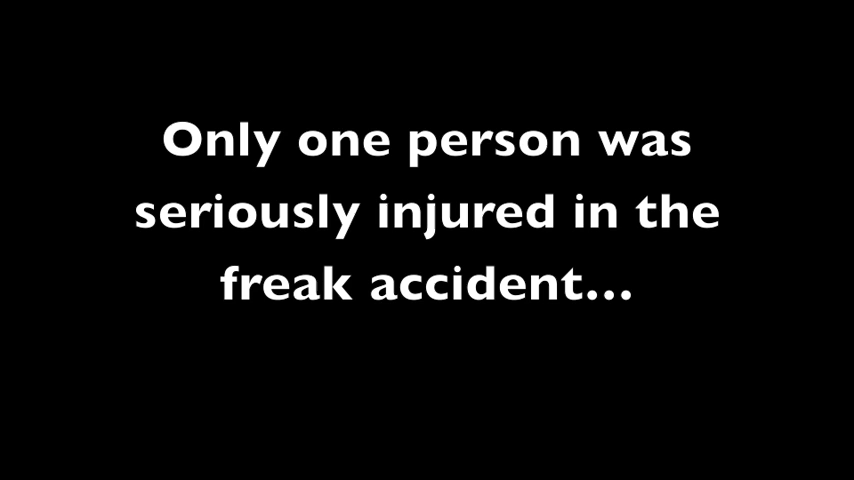 Only one person was
seriously injured in the
freak accident...